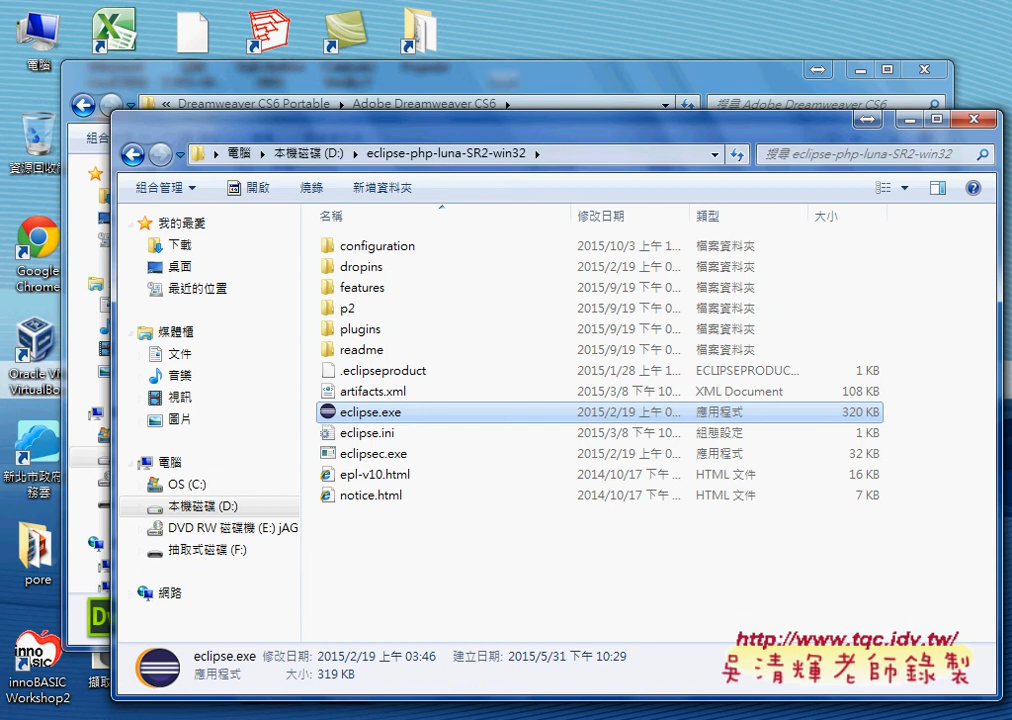 電腦
資源回收
Google
Chrome
Oracle VM
VirtualBo
新北市政府
務雲
pore
innoBASIC
Workshop2
擷取
« Dreamweaver CS6 Portable ▸ Adobe Dreamweaver CS6 ▸
搜尋 Adobe Dreamweaver CS6
組合
▸ 電腦 ▸ 本機磁碟 (D:) ▸ eclipse-php-luna-SR2-win32 ▸
搜尋 eclipse-php-luna-SR2-win32
組合管理 開啟 燒錄 新增資料夾
我的最愛
下載
桌面
最近的位置
媒體櫃
文件
音樂
視訊
圖片
電腦
OS (C:)
本機磁碟 (D:)
DVD RW 磁碟機 (E:) jAG
抽取式磁碟 (F:)
網路
名稱 修改日期 類型 大小
configuration 2015/10/3 上午 1... 檔案資料夾
dropins 2015/2/19 上午 0... 檔案資料夾
features 2015/9/19 下午 0... 檔案資料夾
p2 2015/9/19 下午 0... 檔案資料夾
plugins 2015/9/19 下午 0... 檔案資料夾
readme 2015/9/19 下午 0... 檔案資料夾
.eclipseproduct 2015/1/28 上午 1... ECLIPSEPRODUC... 1 KB
artifacts.xml 2015/3/8 下午 10... XML Document 108 KB
eclipse.exe 2015/2/19 上午 0... 應用程式 320 KB
eclipse.ini 2015/3/8 下午 10... 組態設定 1 KB
eclipsec.exe 2015/2/19 上午 0... 應用程式 32 KB
epl-v10.html 2014/10/17 下午 ... HTML 文件 16 KB
notice.html 2014/10/17 下午 ... HTML 文件 7 KB
eclipse.exe 修改日期: 2015/2/19 上午 03:46 建立日期: 2015/5/31 下午 10:29
應用程式 大小: 319 KB
http://www.tqc.idv.tw/
吳清輝老師錄製